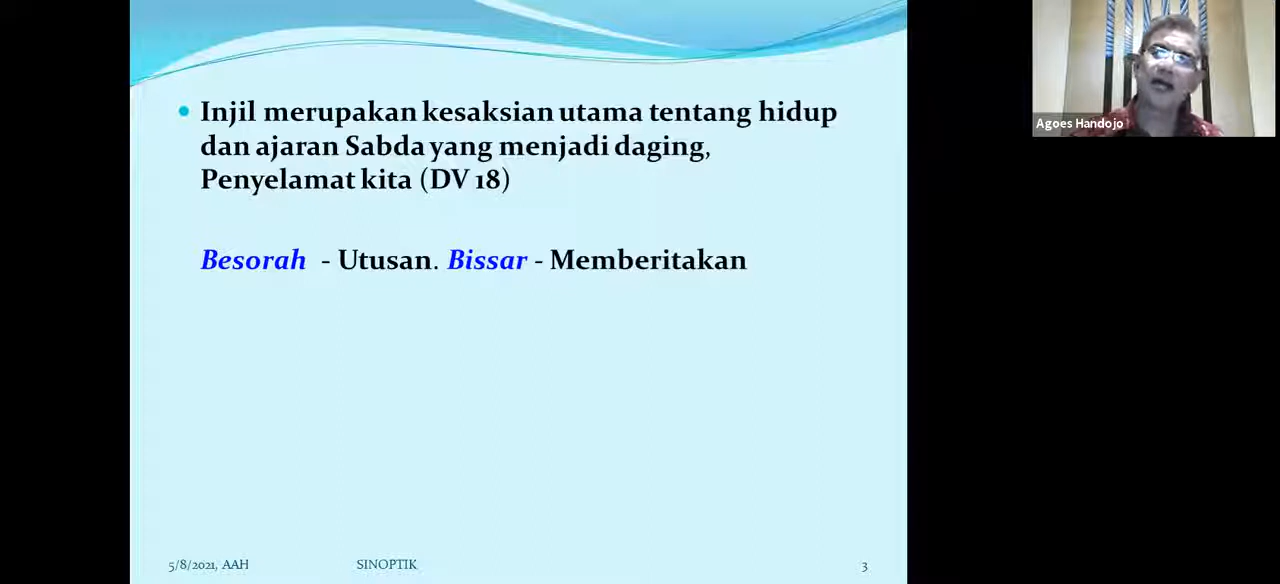 Injil merupakan kesaksian utama tentang hidup
dan ajaran Sabda yang menjadi daging,
Penyelamat kita (DV 18)
Besorah - Utusan. Bissar - Memberitakan
5/8/2021, AAH SINOPTIK 3
Agoes Handojo